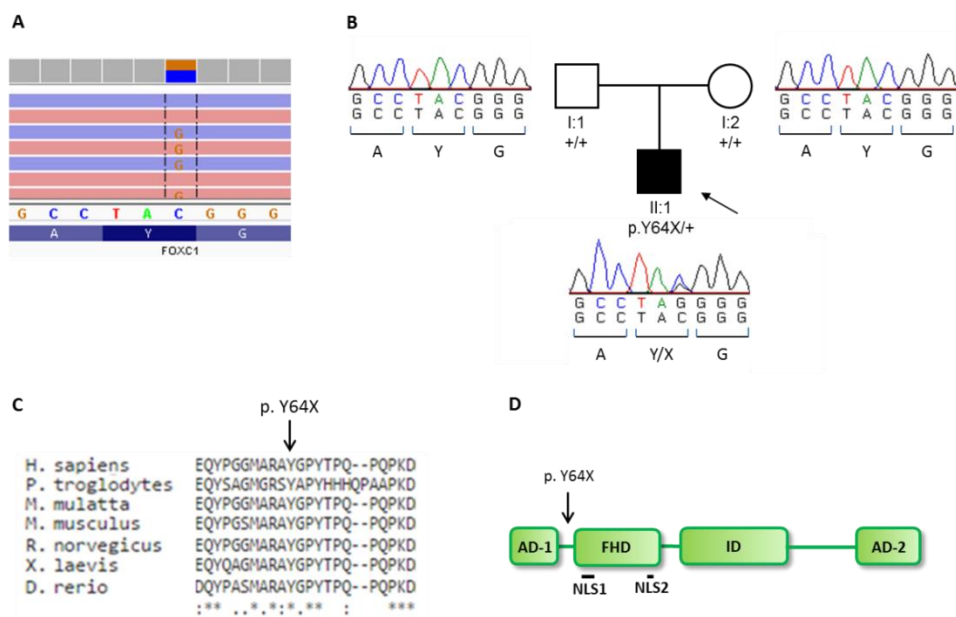 A
G
G
G
G
G C C T A C G G G
A Y G
FOXC1
B
G C C T A C G G G
G C C T A C G G G
A Y G
I:1
+/+
I:2
+/+
G C C T A C G G G
G C C T A C G G G
A Y G
II:1
p.Y64X/+
G C C T A G G G G
G C C T A C G G G
A Y/X G
C
p. Y64X
H. sapiens EQYPGGMARAYGPYTPQ--PQPKD
P. troglodytes EQYSAGMGRSYAPYHHHQPAAPKD
M. mulatta EQYPGGMARAYGPYTPQ--PQPKD
M. musculus EQYPGSMARAYGPYTPQ--PQPKD
R. norvegicus EQYPGSMARAYGPYTPQ--PQPKD
X. laevis EQYQAGMARAYGPYTPQ--PQPKD
D. rerio DQYPASMARAYGPYTPQ--PQPKD
:** ..*.*:*.** : ***
D
p. Y64X
AD-1 FHD ID AD-2
NLS1 NLS2